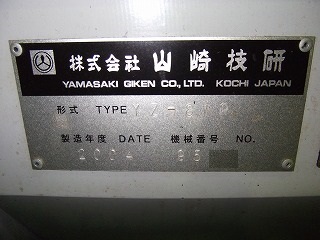 株式会社 山崎技研
YAMASAKI GIKEN CO., LTD. KOCHI JAPAN
形式 TYPE
製造年度 DATE 機械番号 NO.
2004